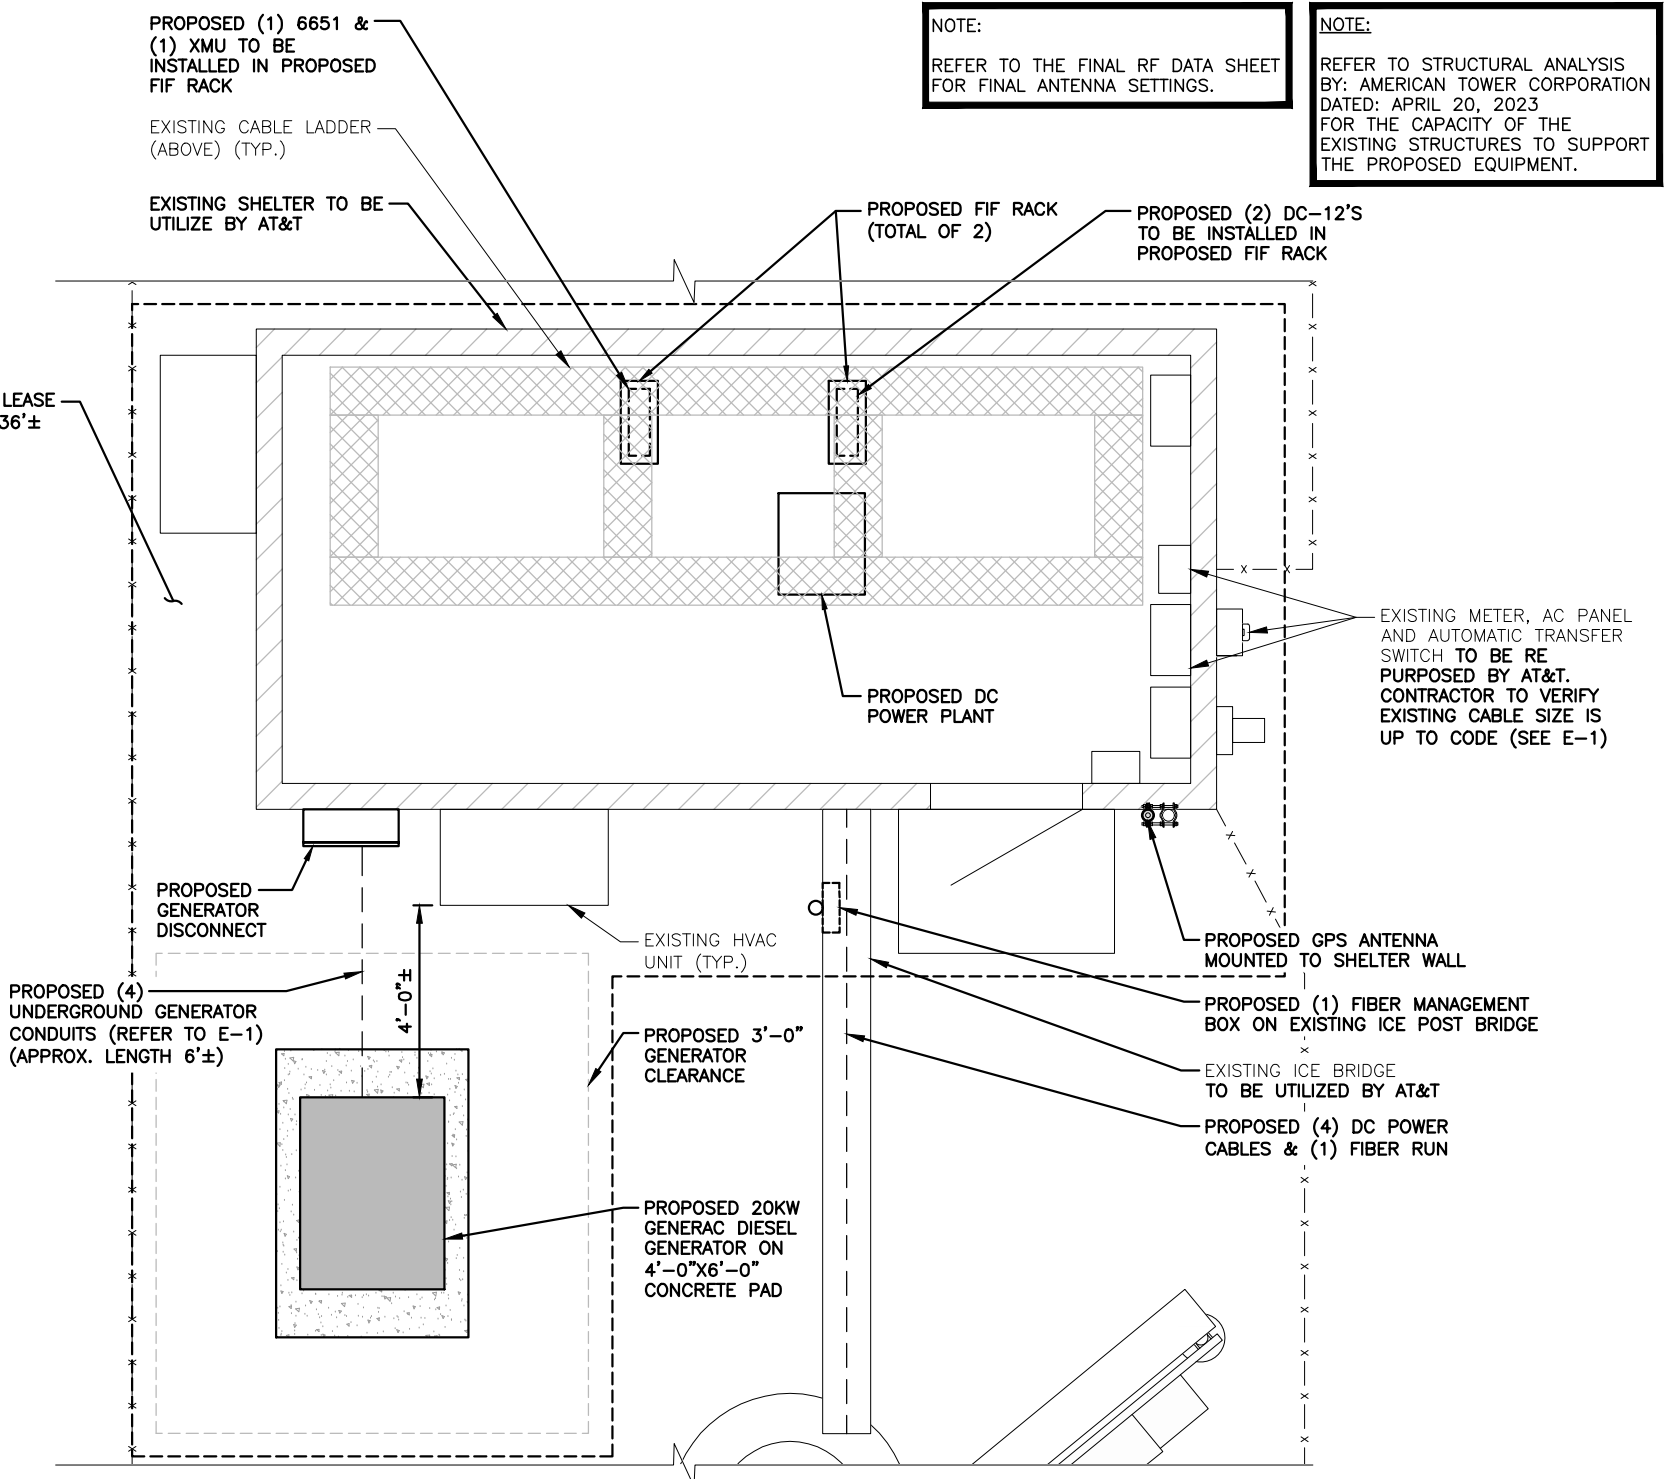 PROPOSED (1) 6651 &
(1) XMU TO BE
INSTALLED IN PROPOSED
FIF RACK
EXISTING CABLE LADDER
(ABOVE) (TYP.)
EXISTING SHELTER TO BE
UTILIZE BY AT&T
NOTE:
REFER TO THE FINAL RF DATA SHEET
FOR FINAL ANTENNA SETTINGS.
NOTE:
REFER TO STRUCTURAL ANALYSIS
BY: AMERICAN TOWER CORPORATION
DATED: APRIL 20, 2023
FOR THE CAPACITY OF THE
EXISTING STRUCTURES TO SUPPORT
THE PROPOSED EQUIPMENT.
PROPOSED FIF RACK
(TOTAL OF 2)
PROPOSED (2) DC-12'S
TO BE INSTALLED IN
PROPOSED FIF RACK
LEASE
36'±
EXISTING METER, AC PANEL
AND AUTOMATIC TRANSFER
SWITCH TO BE RE
PURPOSED BY AT&T.
CONTRACTOR TO VERIFY
EXISTING CABLE SIZE IS
UP TO CODE (SEE E-1)
PROPOSED DC
POWER PLANT
PROPOSED
GENERATOR
DISCONNECT
EXISTING HVAC
UNIT (TYP.)
PROPOSED GPS ANTENNA
MOUNTED TO SHELTER WALL
PROPOSED (4)
UNDERGROUND GENERATOR
CONDUITS (REFER TO E-1)
(APPROX. LENGTH 6'±)
4'-0"±
PROPOSED 3'-0"
GENERATOR
CLEARANCE
PROPOSED (1) FIBER MANAGEMENT
BOX ON EXISTING ICE POST BRIDGE
EXISTING ICE BRIDGE
TO BE UTILIZED BY AT&T
PROPOSED (4) DC POWER
CABLES & (1) FIBER RUN
PROPOSED 20KW
GENERAC DIESEL
GENERATOR ON
4'-0"X6'-0"
CONCRETE PAD